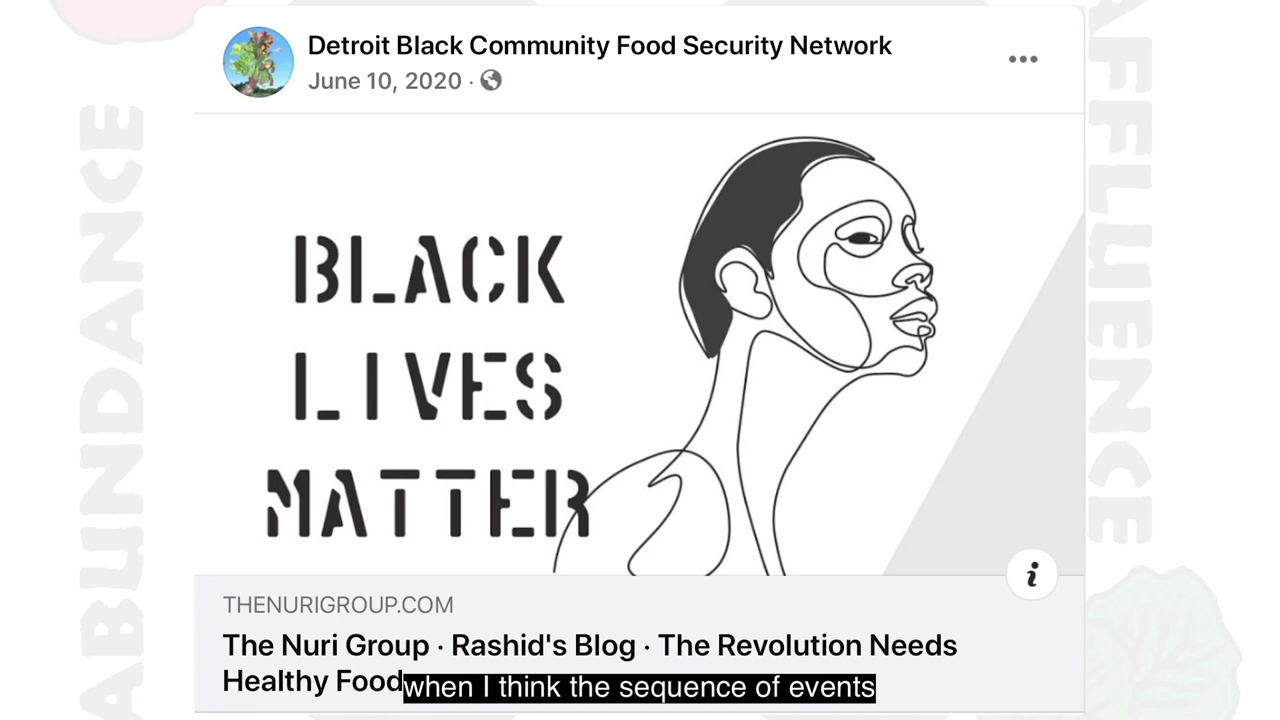 Detroit Black Community Food Security Network
June 10, 2020 ·
BLACK
LIVES
MATTER
THENURIGROUP.COM
The Nuri Group · Rashid's Blog · The Revolution Needs
Healthy Food
when I think the sequence of events
ABUNDANCE
AFFLUENCE